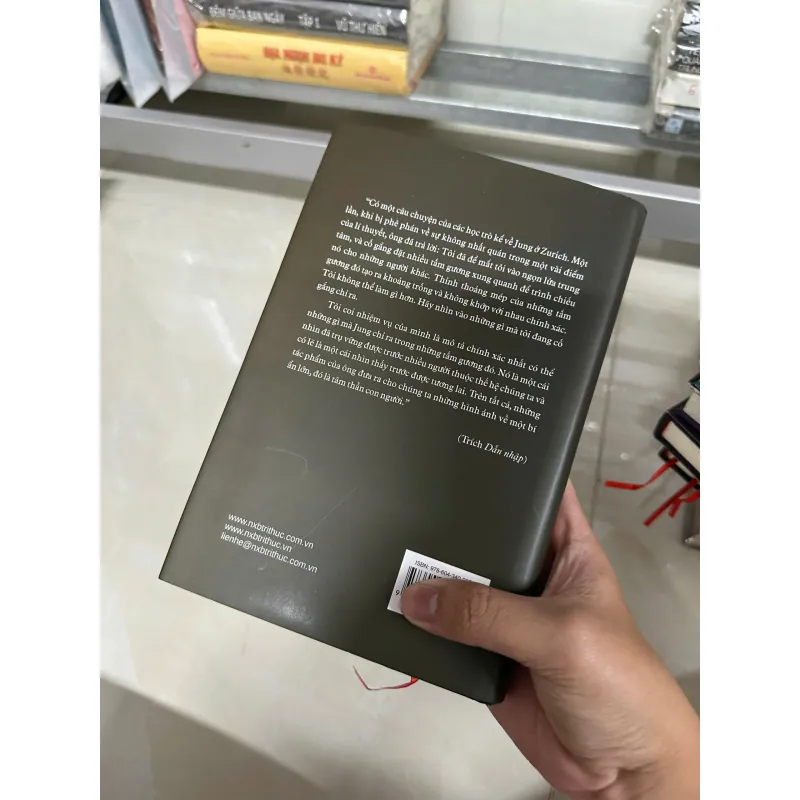 ĐÊM GIỮA BAN NGÀY TẬP 1 VŨ THƯ HIÊN
"Có một câu chuyện của các học trò kể về Jung ở Zurich. Một
lần, khi bị phê phán về sự không nhất quán trong một vài điểm
của lí thuyết, ông đã trả lời: Tôi đã để mắt tôi vào ngọn lửa trung
tâm, và cố gắng đặt nhiều tấm gương xung quanh để trình chiếu
nó cho những người khác. Thỉnh thoảng mép của những tấm
gương đó tạo ra khoảng trống và không khớp với nhau chính xác.
Tôi không thể làm gì hơn. Hãy nhìn vào những gì mà tôi đang cố
gắng chỉ ra.
Tôi coi nhiệm vụ của mình là mô tả chính xác nhất có thể
những gì mà Jung chỉ ra trong những tấm gương đó. Nó là một cái
nhìn đã trụ vững được trước nhiều người thuộc thế hệ chúng ta và
có lẽ là một cái nhìn thấy trước được tương lai. Trên tất cả, những
tác phẩm của ông đưa ra cho chúng ta những hình ảnh về một bí
ẩn lớn, đó là tâm thần con người."
(Trích Dẫn nhập)
www.nxbtrithuc.com.vn
www.nxbtrithuc.vn
lienhe@nxbtrithuc.com.vn
ISBN: 978-604-340
9